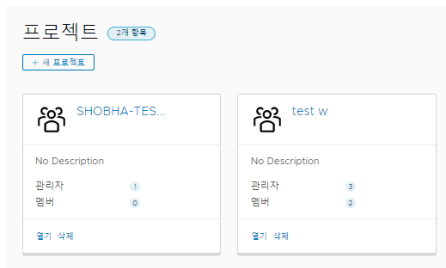 프로젝트 2개 항목
+ 새 프로젝트
SHOBHA-TES...
test w
No Description
No Description
관리자 1
멤버 0
관리자 3
멤버 2
열기 삭제
열기 삭제